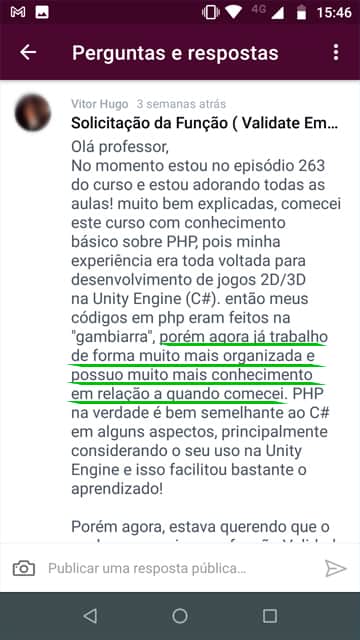 4G 15:46
Perguntas e respostas
Vitor Hugo 3 semanas atrás
Solicitação da Função ( Validate Em...
Olá professor,
No momento estou no episódio 263
do curso e estou adorando todas as
aulas! muito bem explicadas, comecei
este curso com conhecimento
básico sobre PHP, pois minha
experiência era toda voltada para
desenvolvimento de jogos 2D/3D
na Unity Engine (C#). então meus
códigos em php eram feitos na
"gambiarra", porém agora já trabalho
de forma muito mais organizada e
possuo muito mais conhecimento
em relação a quando comecei. PHP
na verdade é bem semelhante ao C#
em alguns aspectos, principalmente
considerando o seu uso na Unity
Engine e isso facilitou bastante o
aprendizado!
Porém agora, estava querendo que o
Publicar uma resposta pública...